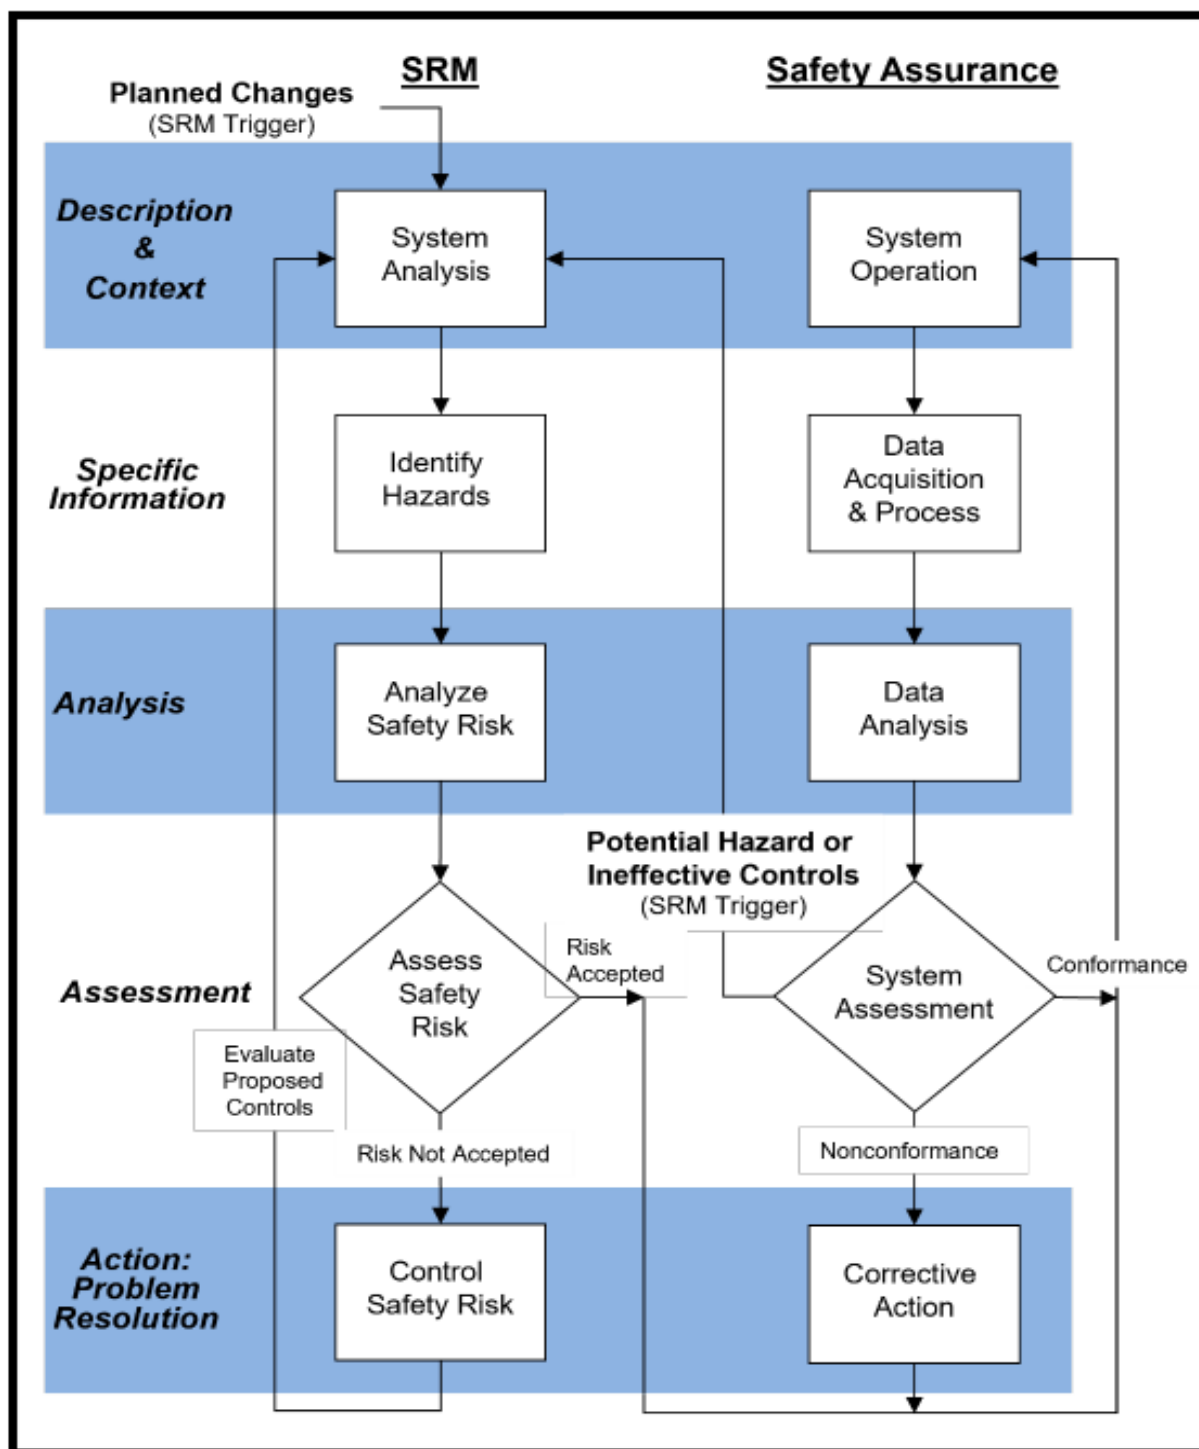 SRM
Safety Assurance
Planned Changes
(SRM Trigger)
Description
&
Context
System
Analysis
System
Operation
Specific
Information
Identify
Hazards
Data
Acquisition
& Process
Analysis
Analyze
Safety Risk
Data
Analysis
Potential Hazard or
Ineffective Controls
(SRM Trigger)
Assessment
Assess
Safety
Risk
Risk
Accepted
System
Assessment
Conformance
Evaluate
Proposed
Controls
Risk Not Accepted
Nonconformance
Action:
Problem
Resolution
Control
Safety Risk
Corrective
Action